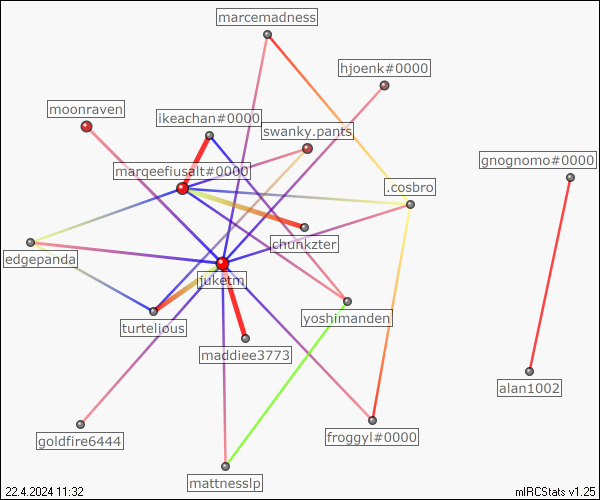 marcemadness
hjoenk#0000
moonraven
ikeachan#0000
swanky.pants
gnognomo#0000
marqeefiusalt#0000
.cosbro
chunkzter
edgepanda
juketm
yoshimanden
turtelious
maddiee3773
alan1002
goldfire6444
froggyl#0000
mattnesslp
22.4.2024 11:32
mIRCStats v1.25